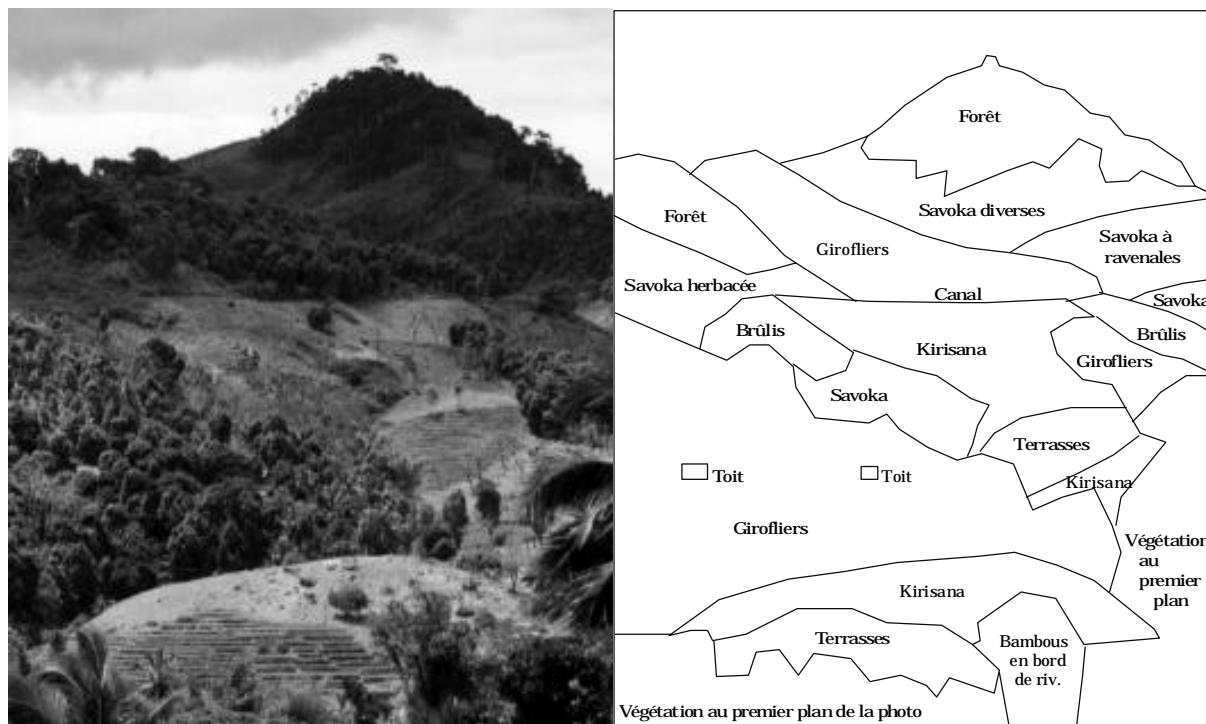 Forêt
Savoka diverses
Forêt
Girofliers
Savoka à
ravenales
Savoka herbacée
Canal
Savoka
Brûlis
Kirisana
Brûlis
Girofliers
Savoka
Terrasses
Toit
Toit
Kirisana
Girofliers
Végétation
au
premier
plan
Kirisana
Terrasses
Bambous
en bord
de riv.
Végétation au premier plan de la photo